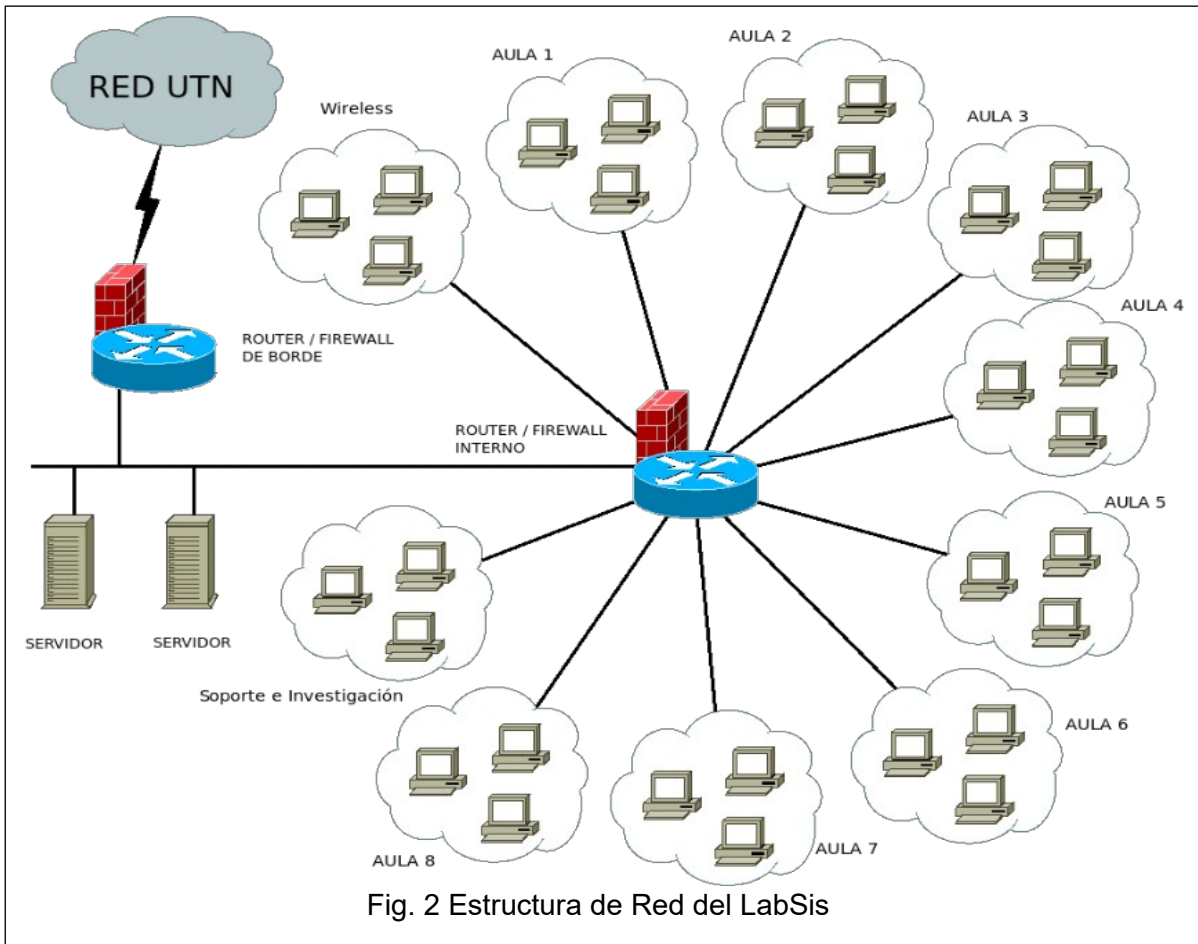 RED UTN
Wireless
AULA 1
AULA 2
AULA 3
AULA 4
ROUTER / FIREWALL
DE BORDE
ROUTER / FIREWALL
INTERNO
AULA 5
SERVIDOR
SERVIDOR
Soporte e Investigación
AULA 6
AULA 7
AULA 8
Fig. 2 Estructura de Red del LabSis